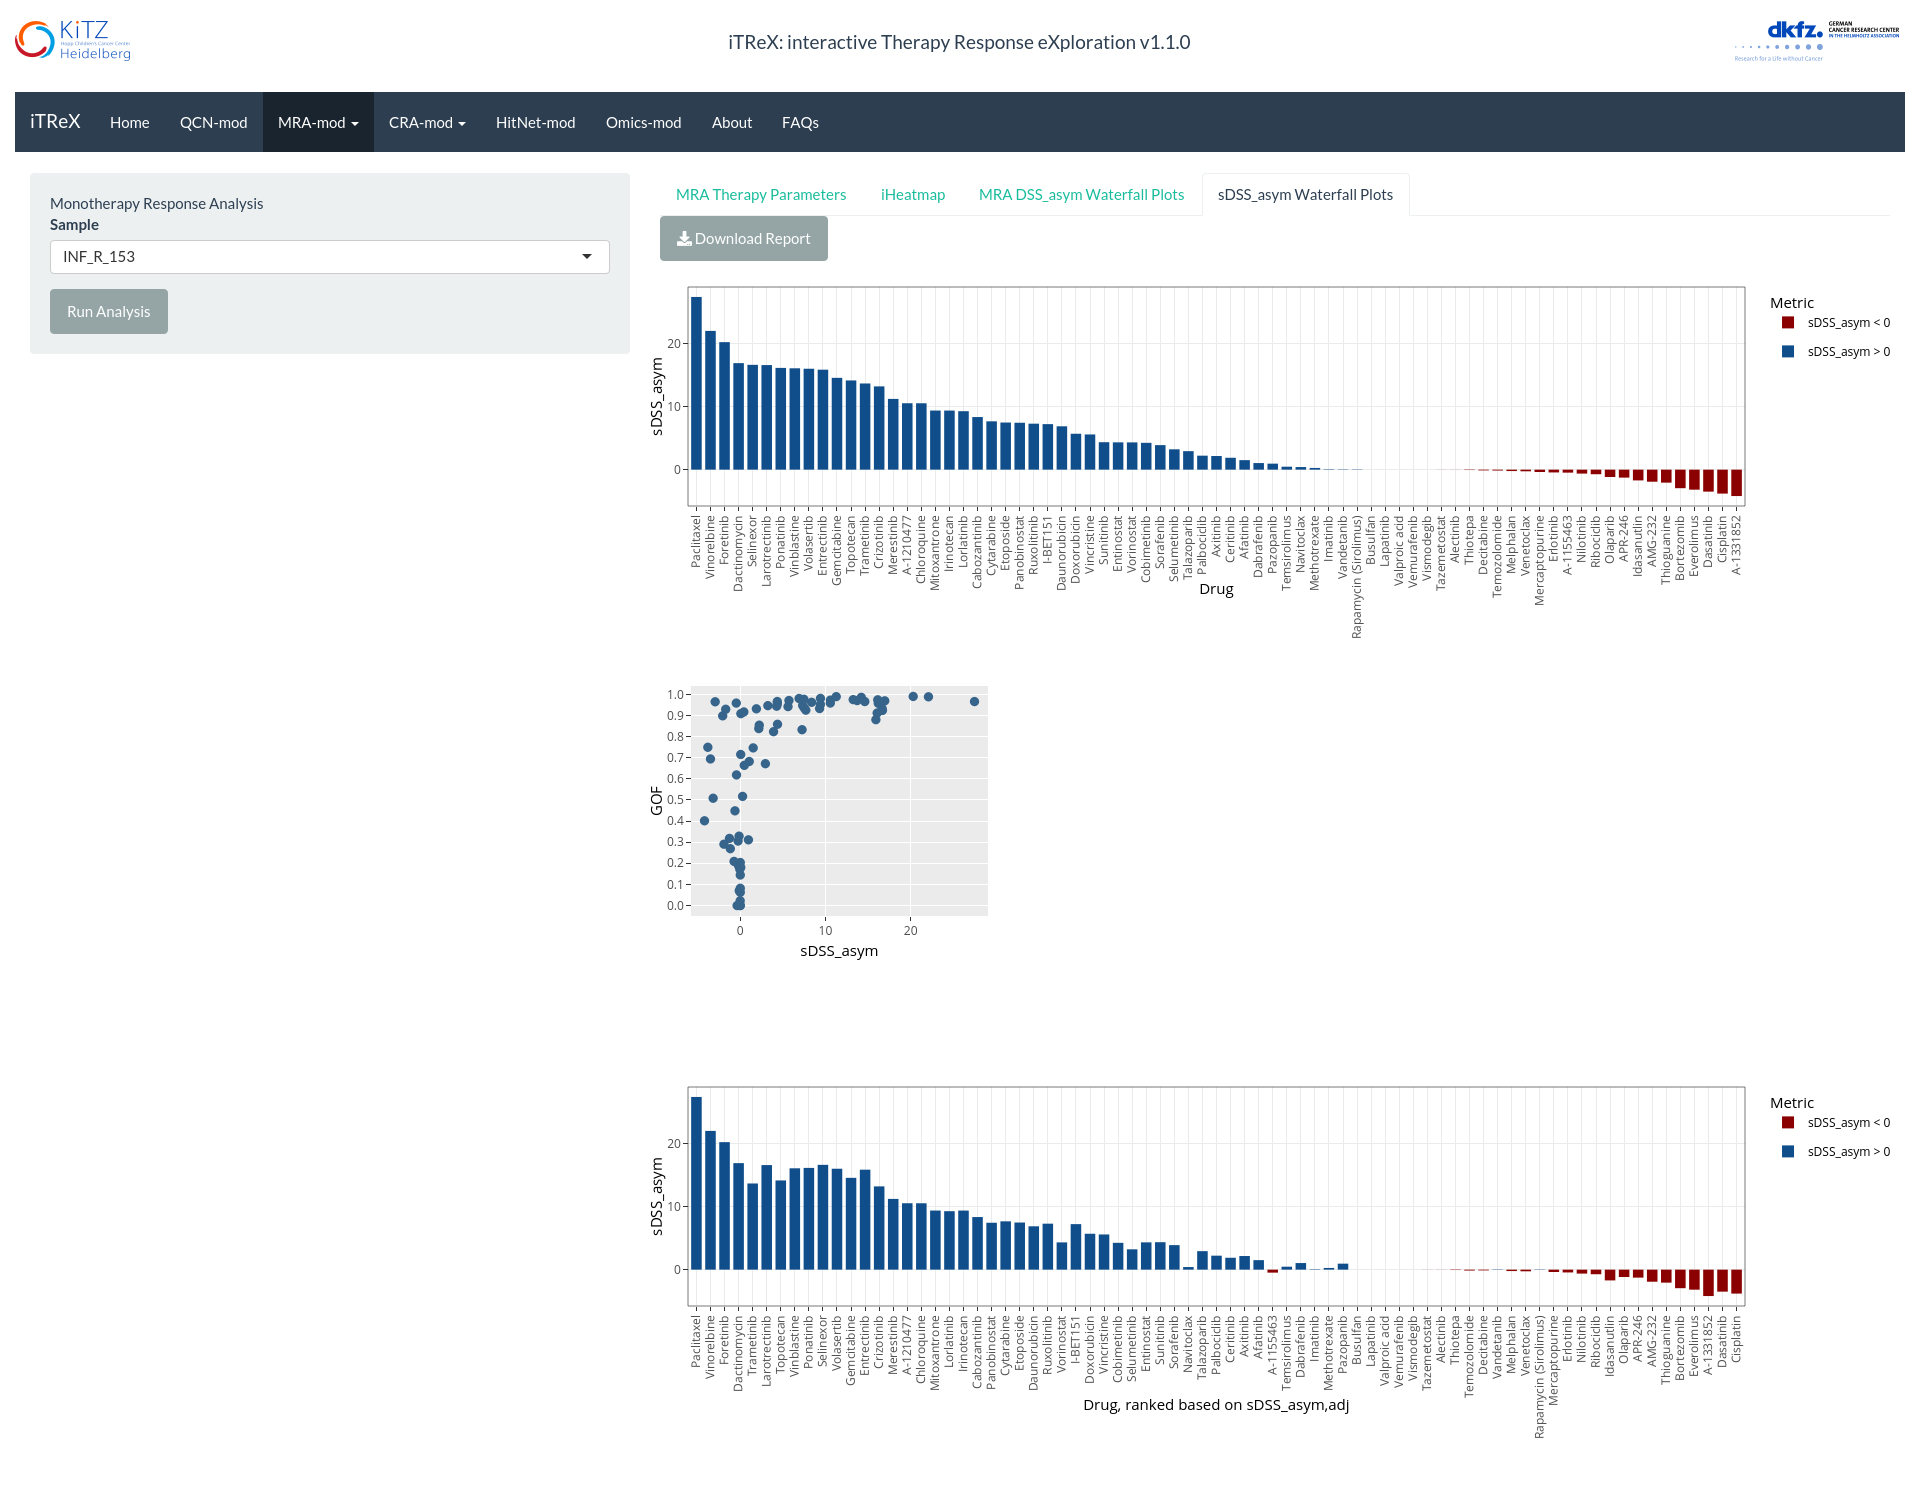 KiTZ
Hopp Children's Cancer Center
Heidelberg
iTReX: interactive Therapy Response eXploration v1.1.0
dkfz.
GERMAN
CANCER RESEARCH CENTER
IN THE HELMHOLTZ ASSOCIATION
Research for a Life without Cancer
iTReX Home QCN-mod MRA-mod CRA-mod HitNet-mod Omics-mod About FAQs
Monotherapy Response Analysis
Sample
INF_R_153
Run Analysis
MRA Therapy Parameters iHeatmap MRA DSS_asym Waterfall Plots sDSS_asym Waterfall Plots
Download Report
sDSS_asym
20
10
0
Metric
sDSS_asym < 0
sDSS_asym > 0
Paclitaxel
Vinorelbine
Foretinib
Dactinomycin
Selinexor
Larotrectinib
Ponatinib
Vinblastine
Volasertib
Entrectinib
Gemcitabine
Topotecan
Trametinib
Crizotinib
Merestinib
A-1210477
Chloroquine
Mitoxantrone
Irinotecan
Lorlatinib
Cabozantinib
Cytarabine
Etoposide
Panobinostat
Ruxolitinib
I-BET151
Daunorubicin
Doxorubicin
Vincristine
Sunitinib
Entinostat
Vorinostat
Cobimetinib
Sorafenib
Selumetinib
Talazoparib
Palbociclib
Axitinib
Ceritinib
Afatinib
Dabrafenib
Pazopanib
Temsirolimus
Navitoclax
Methotrexate
Imatinib
Vandetanib
Rapamycin (Sirolimus)
Busulfan
Lapatinib
Valproic acid
Vemurafenib
Vismodegib
Tazemetostat
Alectinib
Thiotepa
Decitabine
Temozolomide
Melphalan
Venetoclax
Mercaptopurine
Erlotinib
A-1155463
Nilotinib
Ribociclib
Olaparib
APR-246
Idasanutlin
AMG-232
Thioguanine
Bortezomib
Everolimus
Dasatinib
Cisplatin
A-1331852
Drug
GOF
1.0
0.9
0.8
0.7
0.6
0.5
0.4
0.3
0.2
0.1
0.0
0 10 20
sDSS_asym
sDSS_asym
20
10
0
Metric
sDSS_asym < 0
sDSS_asym > 0
Paclitaxel
Vinorelbine
Foretinib
Dactinomycin
Trametinib
Larotrectinib
Topotecan
Vinblastine
Ponatinib
Selinexor
Volasertib
Gemcitabine
Entrectinib
Crizotinib
Merestinib
A-1210477
Chloroquine
Mitoxantrone
Lorlatinib
Irinotecan
Cabozantinib
Panobinostat
Cytarabine
Etoposide
Daunorubicin
Ruxolitinib
Vorinostat
I-BET151
Doxorubicin
Vincristine
Cobimetinib
Selumetinib
Entinostat
Sunitinib
Sorafenib
Navitoclax
Talazoparib
Palbociclib
Ceritinib
Axitinib
Afatinib
A-1155463
Temsirolimus
Dabrafenib
Imatinib
Methotrexate
Pazopanib
Busulfan
Lapatinib
Valproic acid
Vemurafenib
Vismodegib
Tazemetostat
Alectinib
Thiotepa
Temozolomide
Decitabine
Vandetanib
Melphalan
Venetoclax
Rapamycin (Sirolimus)
Mercaptopurine
Erlotinib
Nilotinib
Ribociclib
Idasanutlin
Olaparib
APR-246
AMG-232
Thioguanine
Bortezomib
Everolimus
A-1331852
Dasatinib
Cisplatin
Drug, ranked based on sDSS_asym,adj